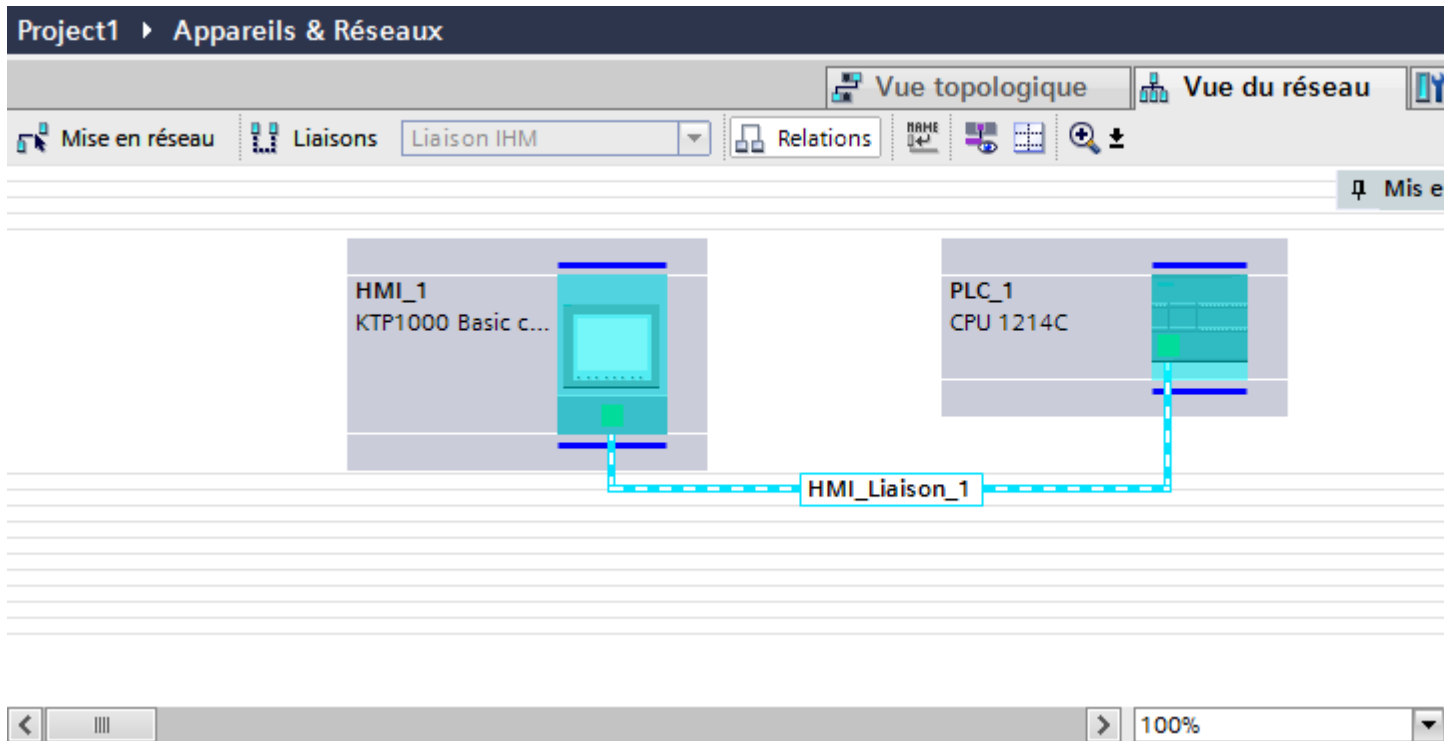 Project1 ▸ Appareils & Réseaux
Vue topologique Vue du réseau
Mise en réseau Liaisons Liaison IHM Relations NAME
Mis e
HMI_1
KTP1000 Basic c...
PLC_1
CPU 1214C
HMI_Liaison_1
100%